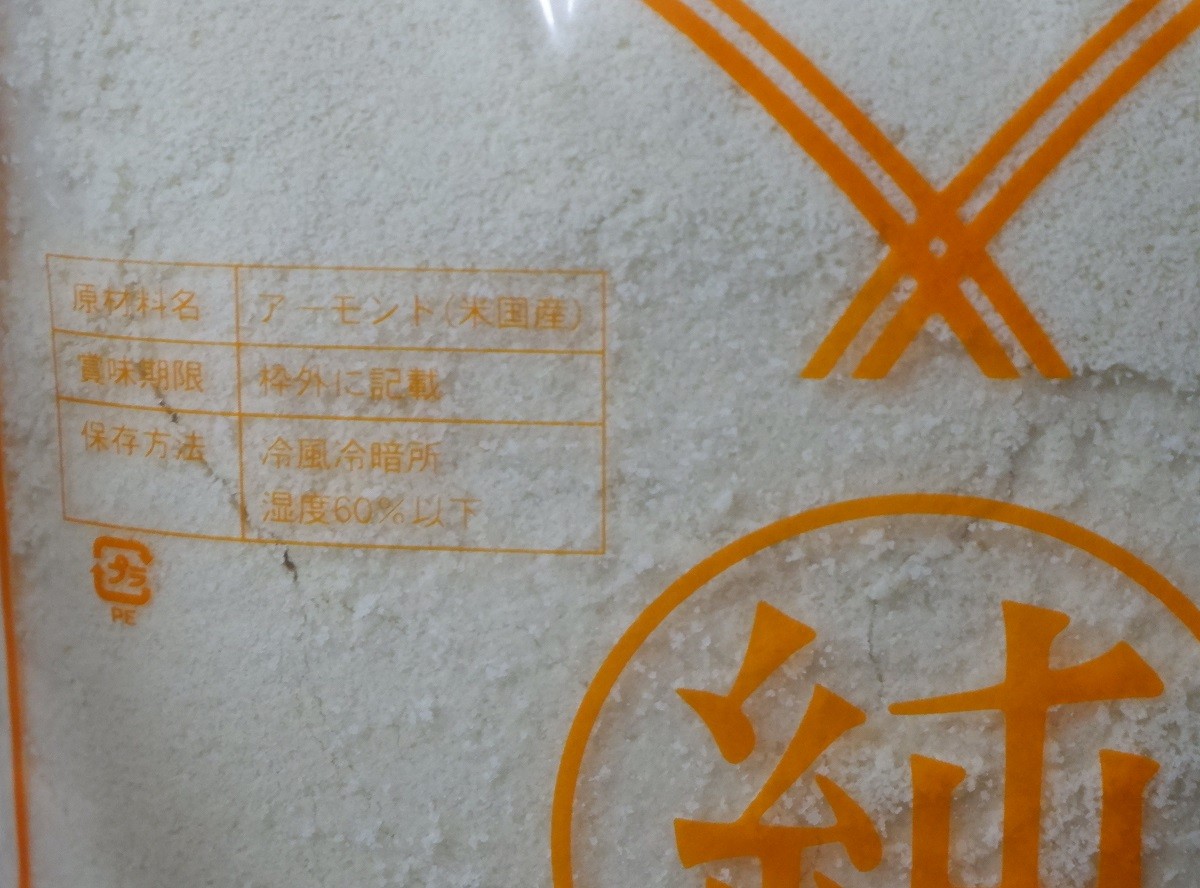 原材料名 アーモンド(米国産)
賞味期限 枠外に記載
保存方法 冷風冷暗所
湿度60%以下
プラ
PE
純